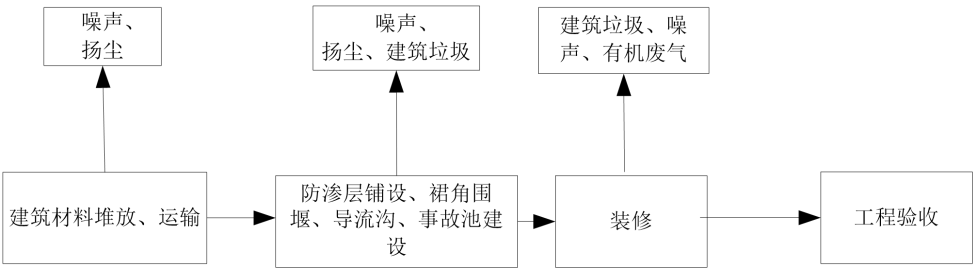 噪声、
扬尘
噪声、
扬尘、建筑垃圾
建筑垃圾、噪
声、有机废气
建筑材料堆放、运输
防渗层铺设、裙角围
堰、导流沟、事故池建
设
装修
工程验收